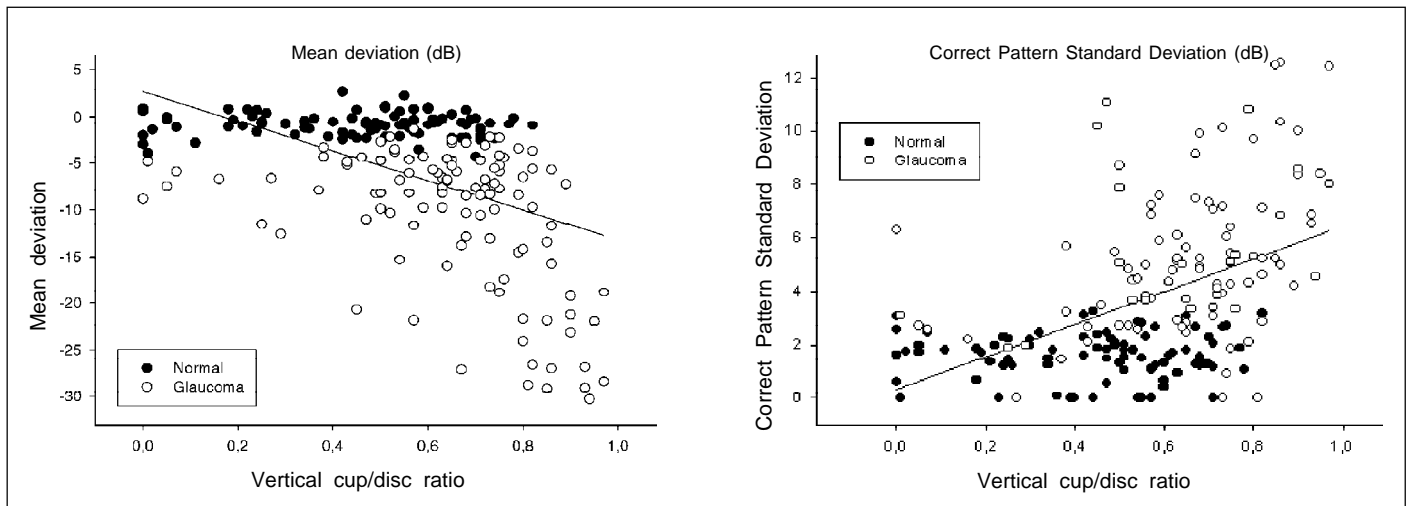 Mean deviation (dB)
5
0
-5
-10
-15
-20
-25
-30
Mean deviation
Normal
Glaucoma
0,0 0,2 0,4 0,6 0,8 1,0
Vertical cup/disc ratio
Correct Pattern Standard Deviation (dB)
12
10
8
6
4
2
0
Correct Pattern Standard Deviation
Normal
Glaucoma
0,0 0,2 0,4 0,6 0,8 1,0
Vertical cup/disc ratio